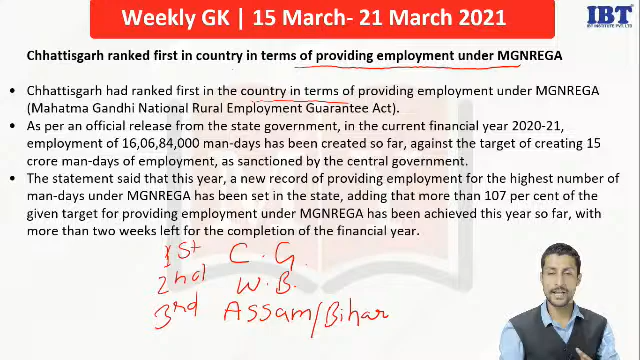 Weekly GK | 15 March- 21 March 2021
IBT
IBT INSTITUTE PVT.LTD.
Chhattisgarh ranked first in country in terms of providing employment under MGNREGA
• Chhattisgarh had ranked first in the country in terms of providing employment under MGNREGA
(Mahatma Gandhi National Rural Employment Guarantee Act).
• As per an official release from the state government, in the current financial year 2020-21,
employment of 16,06,84,000 man-days has been created so far, against the target of creating 15
crore man-days of employment, as sanctioned by the central government.
• The statement said that this year, a new record of providing employment for the highest number of
man-days under MGNREGA has been set in the state, adding that more than 107 per cent of the
given target for providing employment under MGNREGA has been achieved this year so far, with
more than two weeks left for the completion of the financial year.
1st C.G.
2nd W.B.
3rd Assam/Bihar